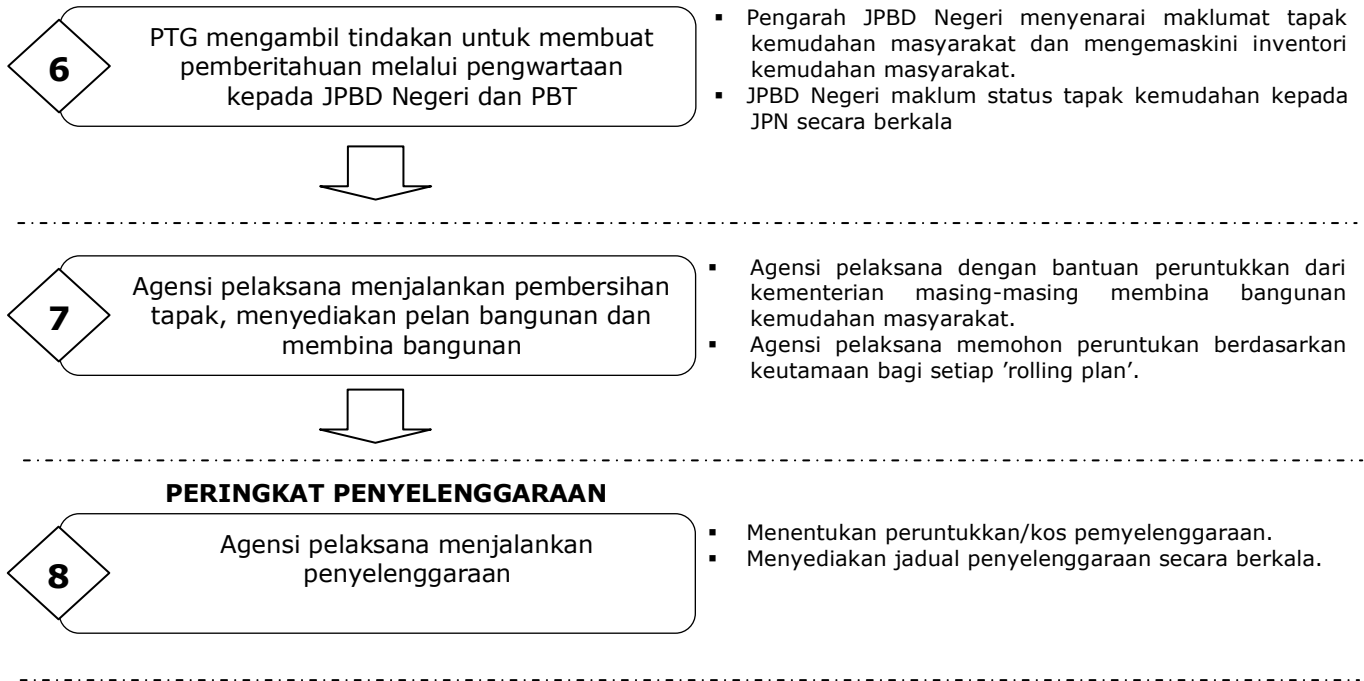 6
PTG mengambil tindakan untuk membuat
pemberitahuan melalui pengwartaan
kepada JPBD Negeri dan PBT
▪ Pengarah JPBD Negeri menyenarai maklumat tapak
kemudahan masyarakat dan mengemaskini inventori
kemudahan masyarakat.
▪ JPBD Negeri maklum status tapak kemudahan kepada
JPN secara berkala
7
Agensi pelaksana menjalankan pembersihan
tapak, menyediakan pelan bangunan dan
membina bangunan
▪ Agensi pelaksana dengan bantuan peruntukkan dari
kementerian masing-masing membina bangunan
kemudahan masyarakat.
▪ Agensi pelaksana memohon peruntukan berdasarkan
keutamaan bagi setiap ’rolling plan’.
PERINGKAT PENYELENGGARAAN
8
Agensi pelaksana menjalankan
penyelenggaraan
▪ Menentukan peruntukkan/kos pemyelenggaraan.
▪ Menyediakan jadual penyelenggaraan secara berkala.